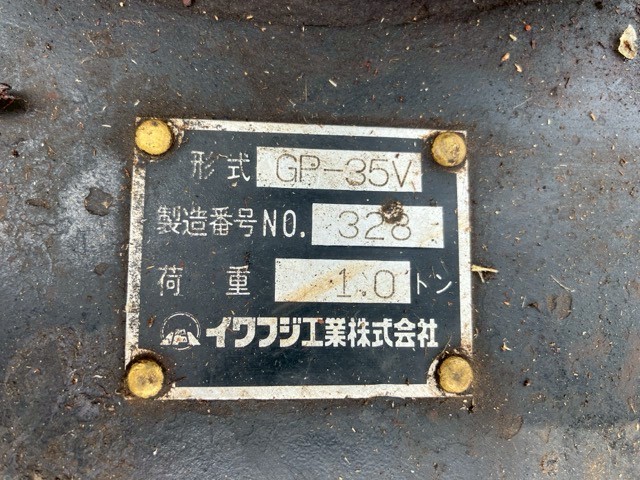 形式 GP-35V
製造番号NO. 328
荷重 1.0トン
イワフジ工業株式会社